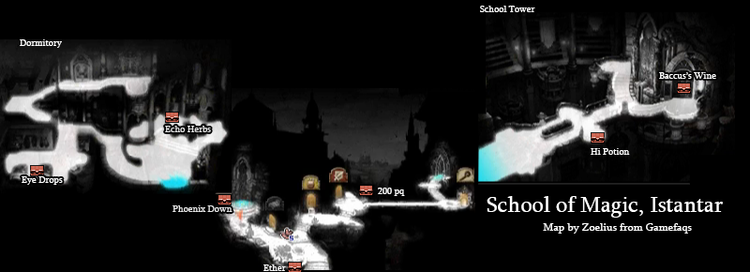 School Tower
Dormitory
Baccus's Wine
Echo Herbs
Hi Potion
Eye Drops
200 pq
Phoenix Down
School of Magic, Istantar
Map by Zoelius from Gamefaqs
Ether